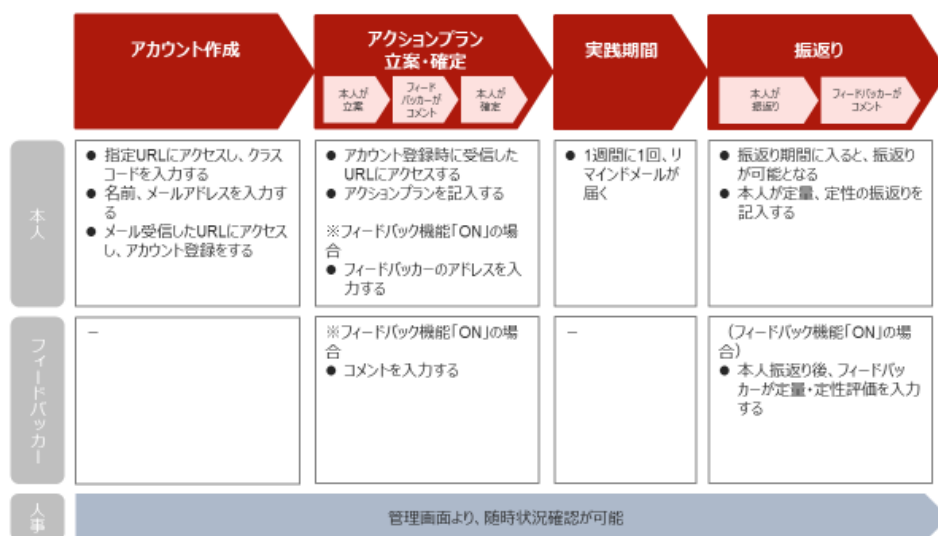 アカウント作成
アクションプラン
立案・確定
本人が
立案
フィード
バッカーが
コメント
本人が
確定
実践期間
振返り
本人が
振返り
フィードバッカーが
コメント
本人
● 指定URLにアクセスし、クラス
コードを入力する
● 名前、メールアドレスを入力す
る
● メール受信したURLにアクセス
し、アカウント登録をする
● アカウント登録時に受信した
URLにアクセスする
● アクションプランを記入する
※フィードバック機能「ON」の場
合
● フィードバッカーのアドレスを入
力する
● 1週間に1回、リ
マインドメールが
届く
● 振返り期間に入ると、振返り
が可能となる
● 本人が定量、定性の振返りを
記入する
フィードバッカー
－
※フィードバック機能「ON」の場
合
● コメントを入力する
－
（フィードバック機能「ON」の場
合）
● 本人振返り後、フィードバッ
カーが定量・定性評価を入力
する
人事
管理画面より、随時状況確認が可能